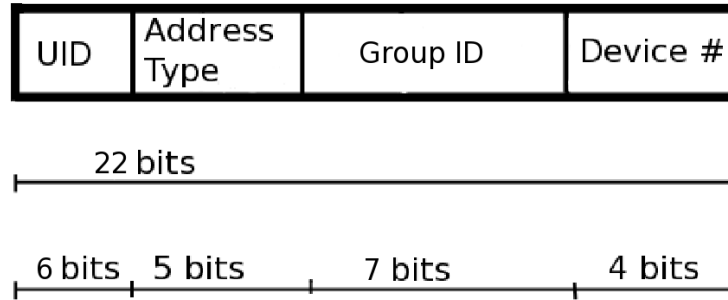 UID
Address
Type
Group ID
Device #
22 bits
6 bits
5 bits
7 bits
4 bits